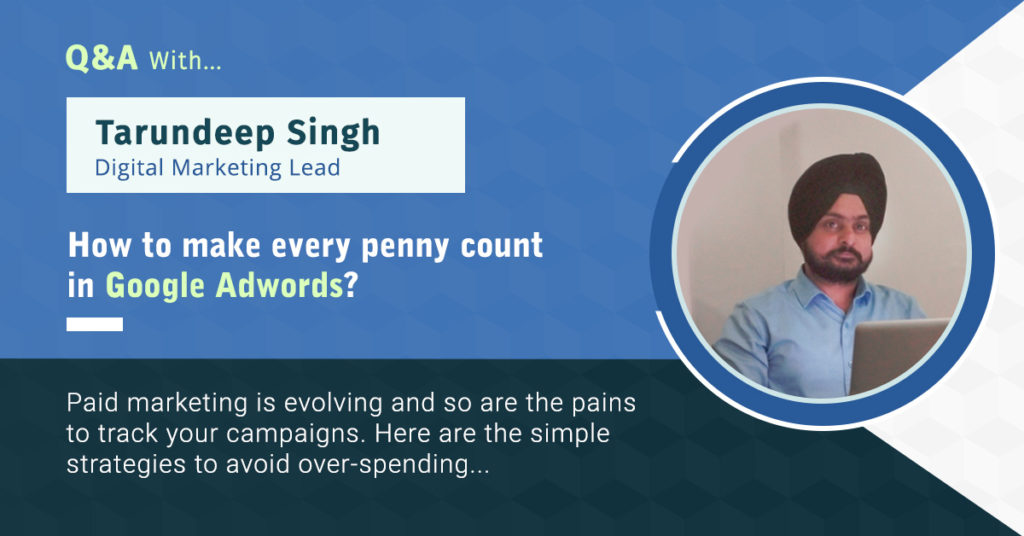 Q&A With...
Tarundeep Singh
Digital Marketing Lead
How to make every penny count
in Google Adwords?
Paid marketing is evolving and so are the pains
to track your campaigns. Here are the simple
strategies to avoid over-spending...